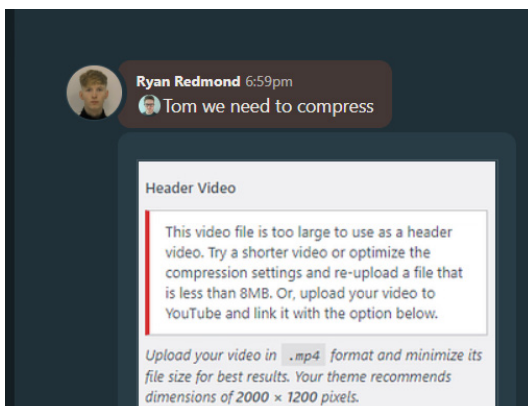 Ryan Redmond 6:59pm
Tom we need to compress
Header Video
This video file is too large to use as a header
video. Try a shorter video or optimize the
compression settings and re-upload a file that
is less than 8MB. Or, upload your video to
YouTube and link it with the option below.
Upload your video in .mp4 format and minimize its
file size for best results. Your theme recommends
dimensions of 2000 × 1200 pixels.